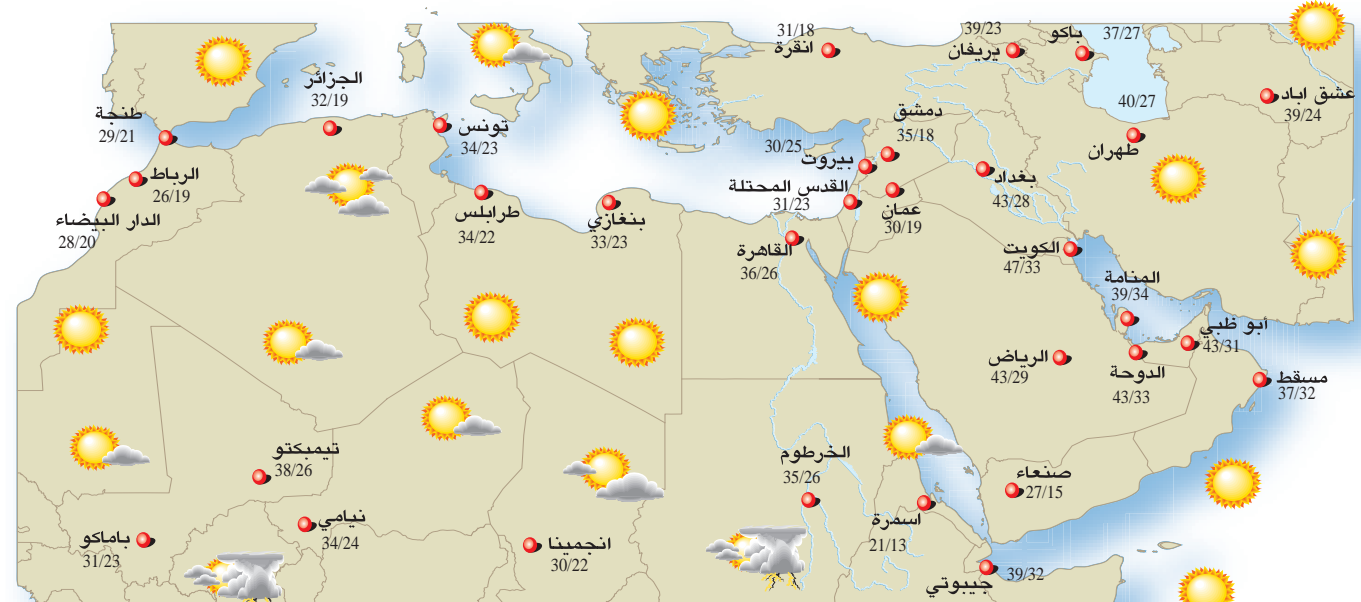 39/23
يريفان
باكو
37/27
31/18
انقرة
عشق اباد
39/24
40/27
طهران
دمشق
35/18
30/25
بيروت
بغداد
43/28
القدس المحتلة
31/23
عمان
30/19
الجزائر
32/19
طنجة
29/21
تونس
34/23
الرباط
26/19
الدار البيضاء
28/20
طرابلس
34/22
بنغازي
33/23
القاهرة
36/26
الكويت
47/33
المنامة
39/34
أبو ظبي
43/31
الرياض
43/29
الدوحة
43/33
مسقط
37/32
تيمبكتو
38/26
الخرطوم
35/26
صنعاء
27/15
اسمرة
21/13
نيامي
34/24
باماكو
31/23
انجمينا
30/22
39/32
جيبوتي